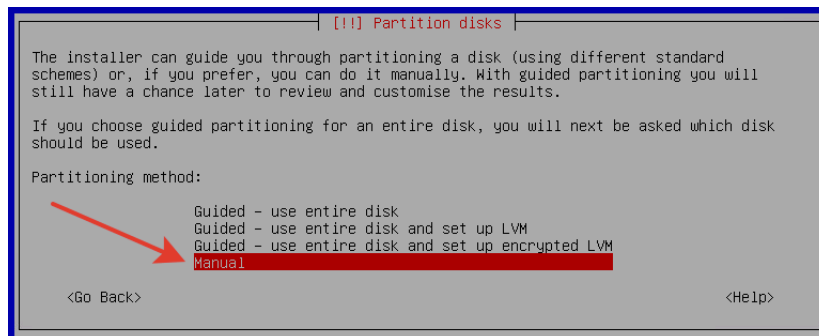 [!!] Partition disks
The installer can guide you through partitioning a disk (using different standard
schemes) or, if you prefer, you can do it manually. With guided partitioning you will
still have a chance later to review and customise the results.
If you choose guided partitioning for an entire disk, you will next be asked which disk
should be used.
Partitioning method:
Guided - use entire disk
Guided - use entire disk and set up LVM
Guided - use entire disk and set up encrypted LVM
Manual
<Go Back> <Help>